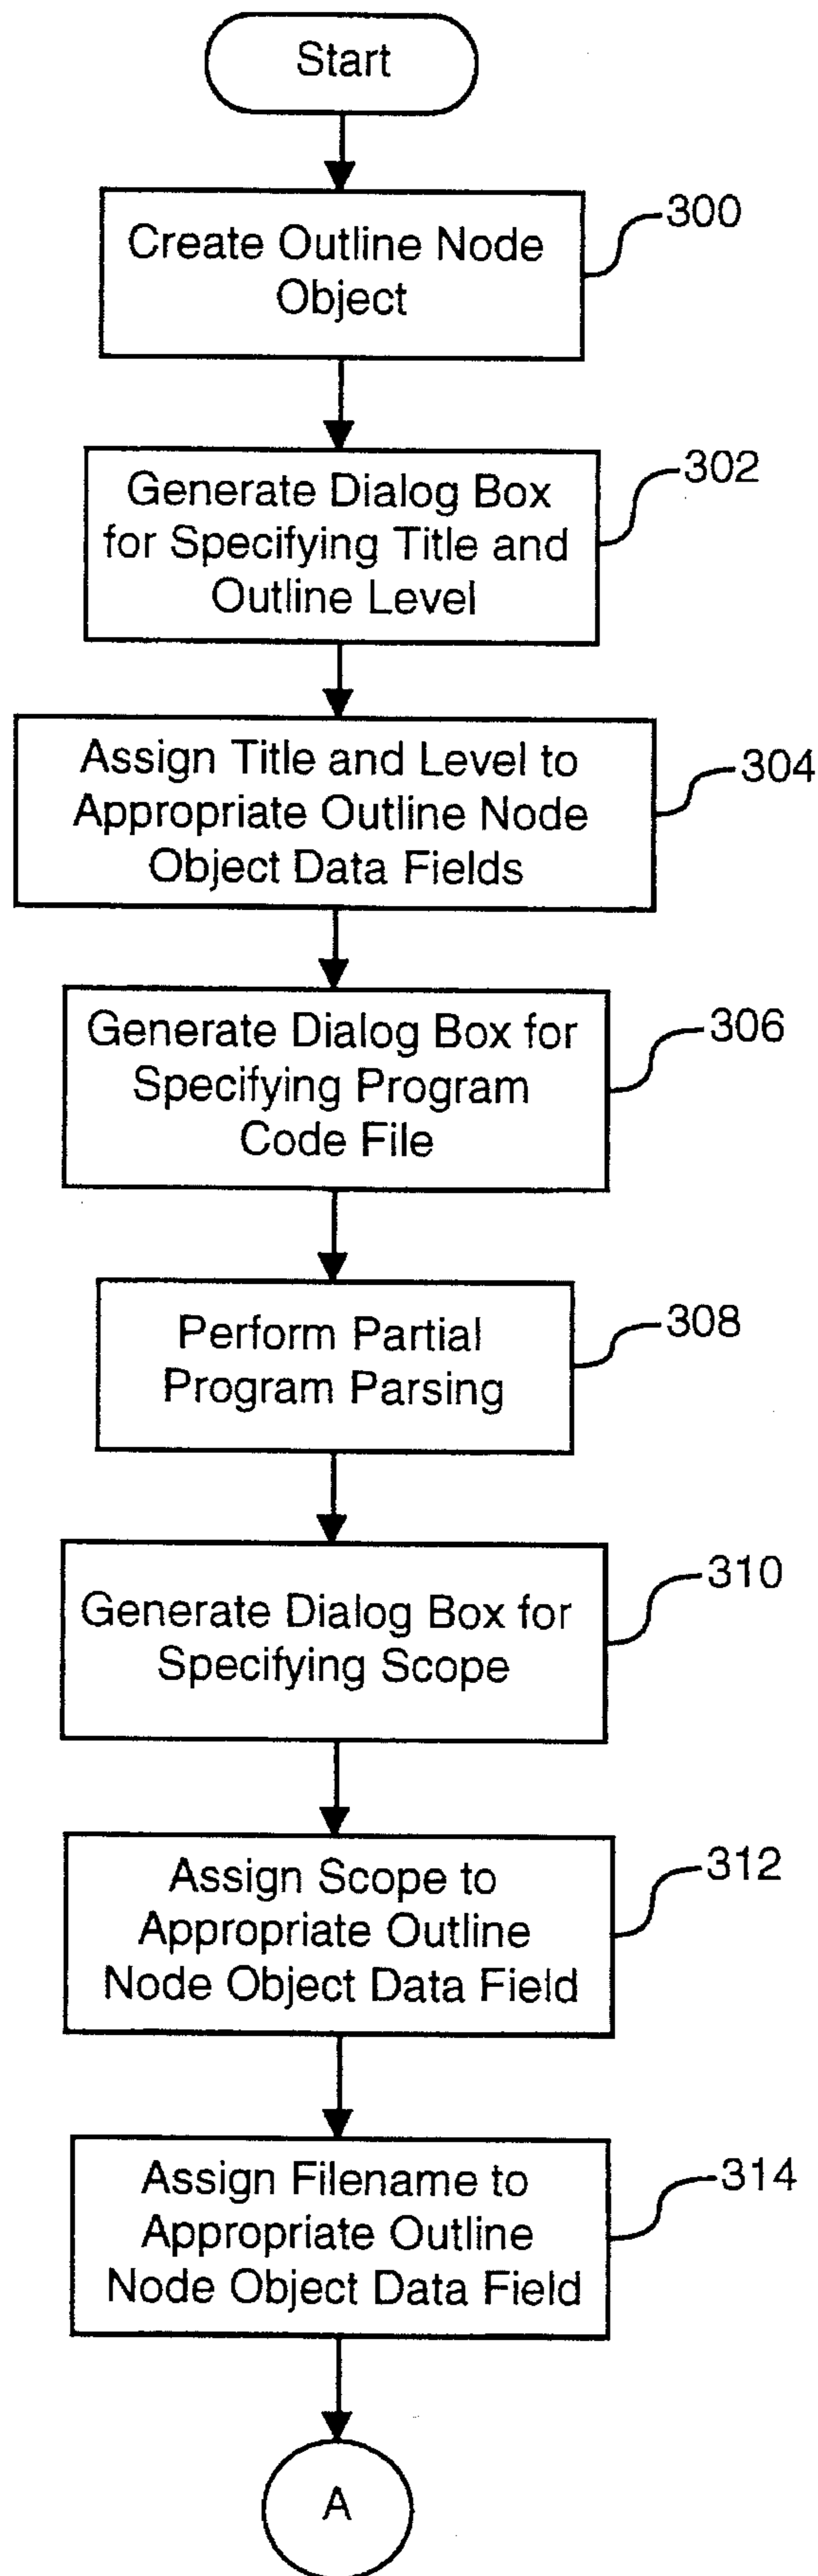 Start
Create Outline Node
Object
300
Generate Dialog Box
for Specifying Title and
Outline Level
302
Assign Title and Level to
Appropriate Outline Node
Object Data Fields
304
Generate Dialog Box for
Specifying Program
Code File
306
Perform Partial
Program Parsing
308
Generate Dialog Box for
Specifying Scope
310
Assign Scope to
Appropriate Outline
Node Object Data Field
312
Assign Filename to
Appropriate Outline
Node Object Data Field
314
A